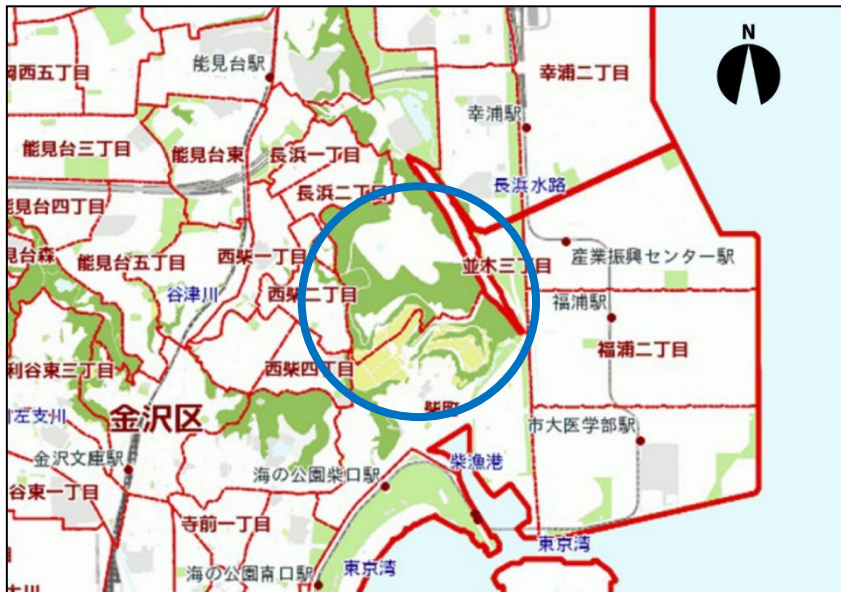 能見台駅
幸浦二丁目
N
岡西五丁目
幸浦駅
能見台三丁目
能見台東
長浜一丁目
長浜水路
長浜二丁目
能見台四丁目
見台森
能見台五丁目
西柴一丁目
並木三丁目
産業振興センター駅
谷津川
西柴二丁目
福浦駅
利谷東三丁目
西柴四丁目
福浦二丁目
柴町
川左支川
金沢区
市大医学部駅
金沢文庫駅
海の公園柴口駅
柴漁港
谷東一丁目
寺前一丁目
東京湾
海の公園南口駅
東京湾